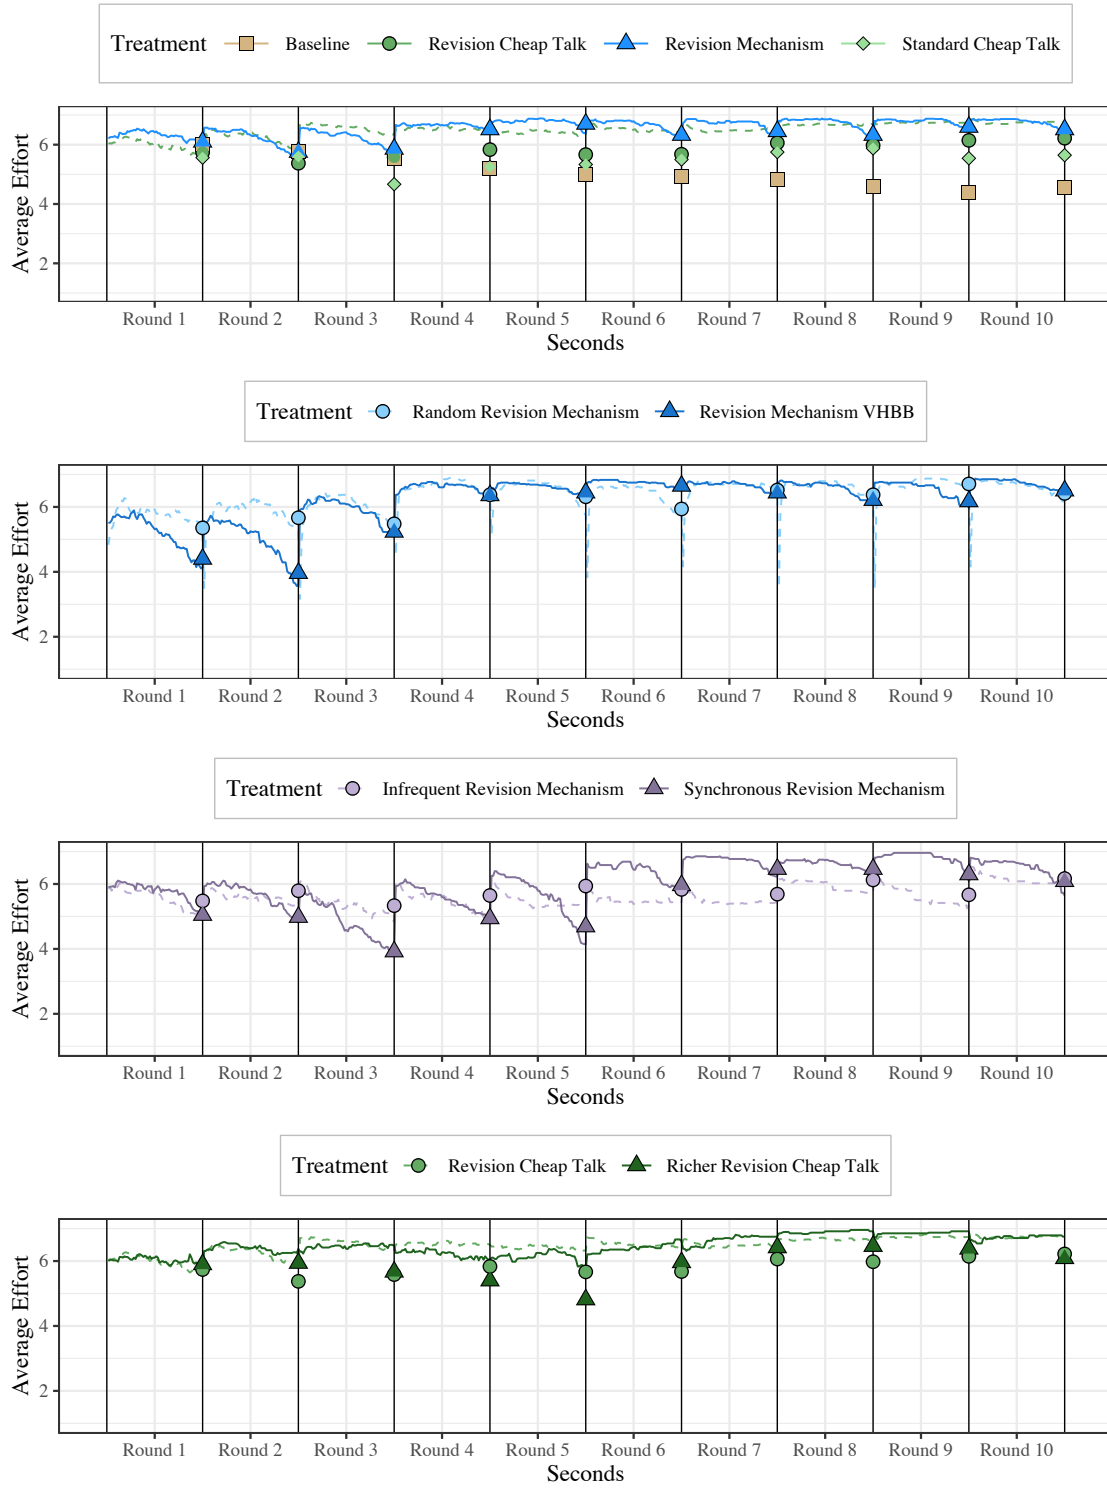 Treatment Baseline Revision Cheap Talk Revision Mechanism Standard Cheap Talk
Average Effort
6
4
2
Round 1 Round 2 Round 3 Round 4 Round 5 Round 6 Round 7 Round 8 Round 9 Round 10
Seconds
Treatment Random Revision Mechanism Revision Mechanism VHBB
Average Effort
6
4
2
Round 1 Round 2 Round 3 Round 4 Round 5 Round 6 Round 7 Round 8 Round 9 Round 10
Seconds
Treatment Infrequent Revision Mechanism Synchronous Revision Mechanism
Average Effort
6
4
2
Round 1 Round 2 Round 3 Round 4 Round 5 Round 6 Round 7 Round 8 Round 9 Round 10
Seconds
Treatment Revision Cheap Talk Richer Revision Cheap Talk
Average Effort
6
4
2
Round 1 Round 2 Round 3 Round 4 Round 5 Round 6 Round 7 Round 8 Round 9 Round 10
Seconds